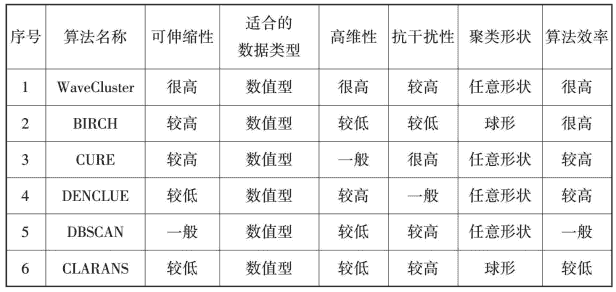 序号 算法名称 可伸缩性 适合的数据类型 高维性 抗干扰性 聚类形状 算法效率
1 WaveCluster 很高 数值型 很高 较高 任意形状 很高
2 BIRCH 较高 数值型 较低 较低 球形 很高
3 CURE 较高 数值型 一般 很高 任意形状 较高
4 DENCLUE 较低 数值型 较高 一般 任意形状 较高
5 DBSCAN 一般 数值型 较低 较高 任意形状 一般
6 CLARANS 较低 数值型 较低 较高 球形 较低